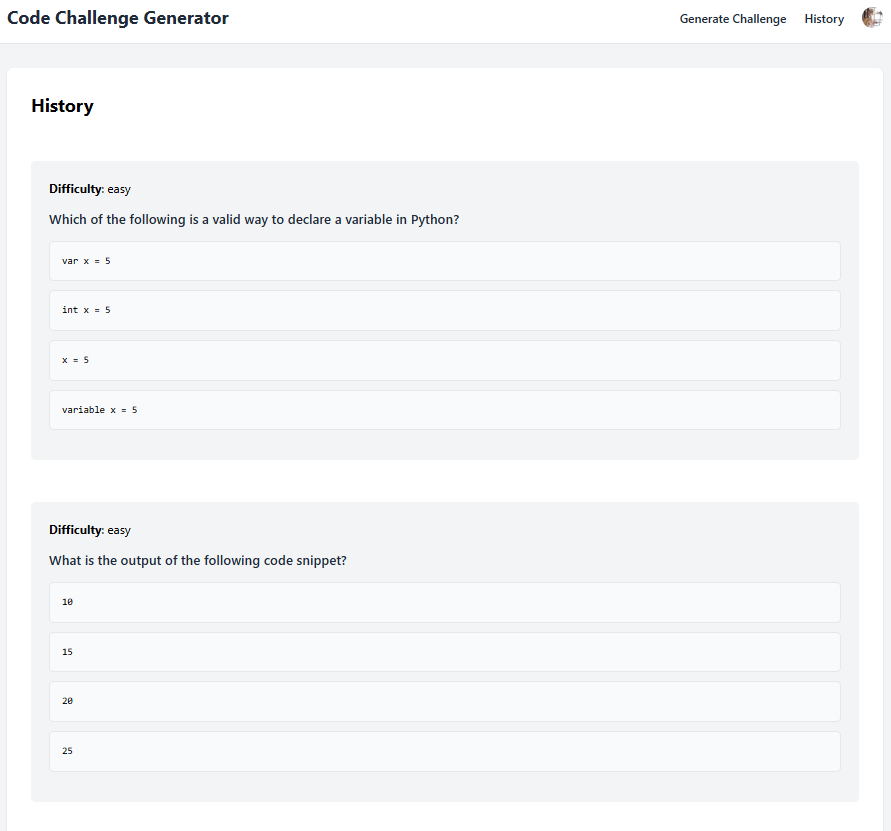 Code Challenge Generator
Generate Challenge
History
History
Difficulty: easy
Which of the following is a valid way to declare a variable in Python?
var x = 5
int x = 5
x = 5
variable x = 5
Difficulty: easy
What is the output of the following code snippet?
10
15
20
25